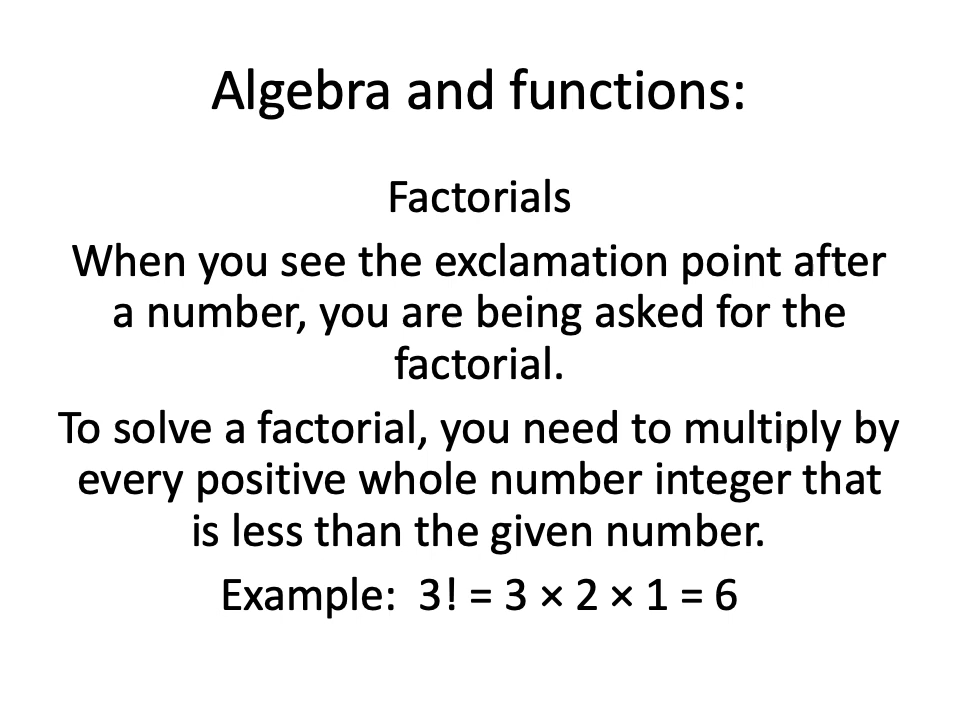 Algebra and functions:
Factorials
When you see the exclamation point after
a number, you are being asked for the
factorial.
To solve a factorial, you need to multiply by
every positive whole number integer that
is less than the given number.
Example:  3! = 3 × 2 × 1 = 6